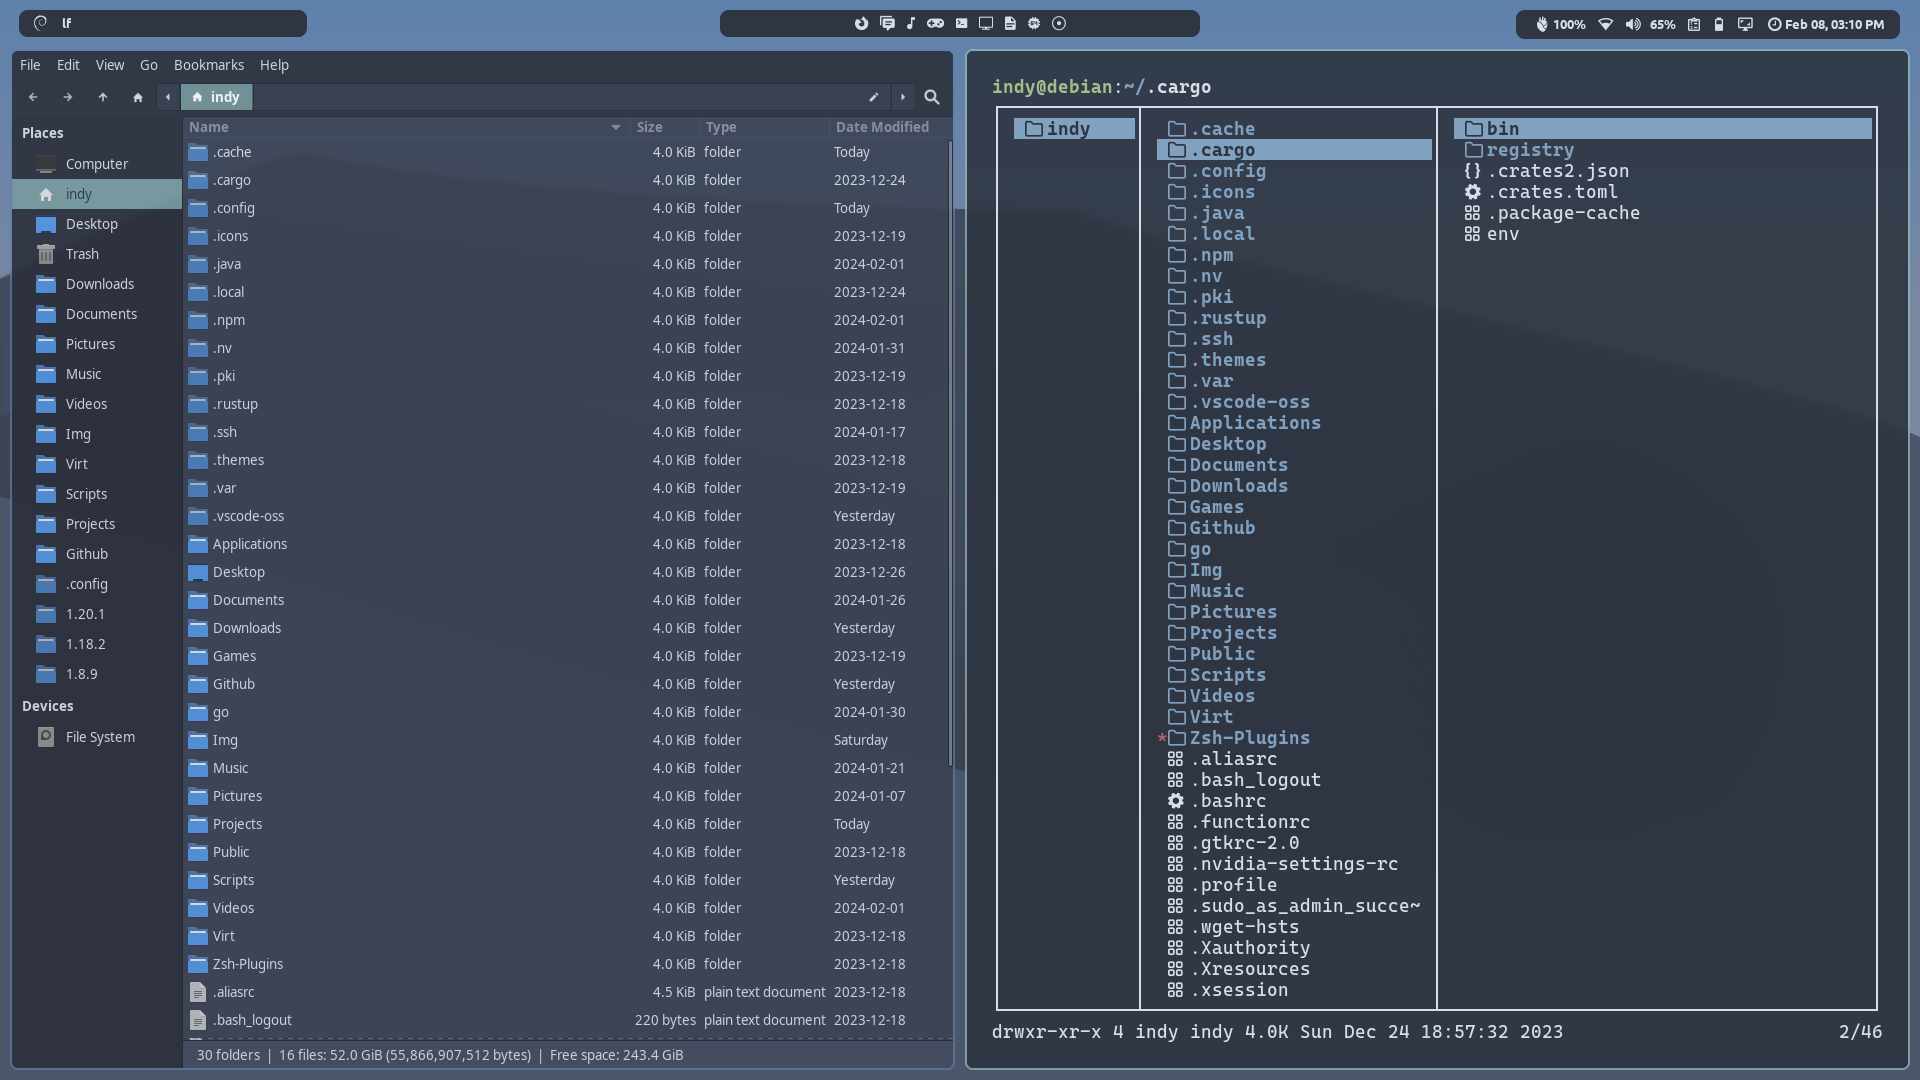 lf
100% 65% Feb 08, 03:10 PM
File Edit View Go Bookmarks Help
indy
Places
Computer
indy
Desktop
Trash
Downloads
Documents
Pictures
Music
Videos
Img
Virt
Scripts
Projects
Github
.config
1.20.1
1.18.2
1.8.9
Devices
File System
Name Size Type Date Modified
.cache 4.0 KiB folder Today
.cargo 4.0 KiB folder 2023-12-24
.config 4.0 KiB folder Today
.icons 4.0 KiB folder 2023-12-19
.java 4.0 KiB folder 2024-02-01
.local 4.0 KiB folder 2023-12-24
.npm 4.0 KiB folder 2024-02-01
.nv 4.0 KiB folder 2024-01-31
.pki 4.0 KiB folder 2023-12-19
.rustup 4.0 KiB folder 2023-12-18
.ssh 4.0 KiB folder 2024-01-17
.themes 4.0 KiB folder 2023-12-18
.var 4.0 KiB folder 2023-12-19
.vscode-oss 4.0 KiB folder Yesterday
Applications 4.0 KiB folder 2023-12-18
Desktop 4.0 KiB folder 2023-12-26
Documents 4.0 KiB folder 2024-01-26
Downloads 4.0 KiB folder Yesterday
Games 4.0 KiB folder 2023-12-19
Github 4.0 KiB folder Yesterday
go 4.0 KiB folder 2024-01-30
Img 4.0 KiB folder Saturday
Music 4.0 KiB folder 2024-01-21
Pictures 4.0 KiB folder 2024-01-07
Projects 4.0 KiB folder Today
Public 4.0 KiB folder 2023-12-18
Scripts 4.0 KiB folder Yesterday
Videos 4.0 KiB folder 2024-02-01
Virt 4.0 KiB folder 2023-12-18
Zsh-Plugins 4.0 KiB folder 2023-12-18
.aliasrc 4.5 KiB plain text document 2023-12-18
.bash_logout 220 bytes plain text document 2023-12-18
30 folders | 16 files: 52.0 GiB (55,866,907,512 bytes) | Free space: 243.4 GiB
indy@debian:~/.cargo
indy
.cache
.cargo
.config
.icons
.java
.local
.npm
.nv
.pki
.rustup
.ssh
.themes
.var
.vscode-oss
Applications
Desktop
Documents
Downloads
Games
Github
go
Img
Music
Pictures
Projects
Public
Scripts
Videos
Virt
*Zsh-Plugins
.aliasrc
.bash_logout
.bashrc
.functionrc
.gtkrc-2.0
.nvidia-settings-rc
.profile
.sudo_as_admin_succe~
.wget-hsts
.Xauthority
.Xresources
.xsession
bin
registry
.crates2.json
.crates.toml
.package-cache
env
drwxr-xr-x 4 indy indy 4.0K Sun Dec 24 18:57:32 2023 2/46